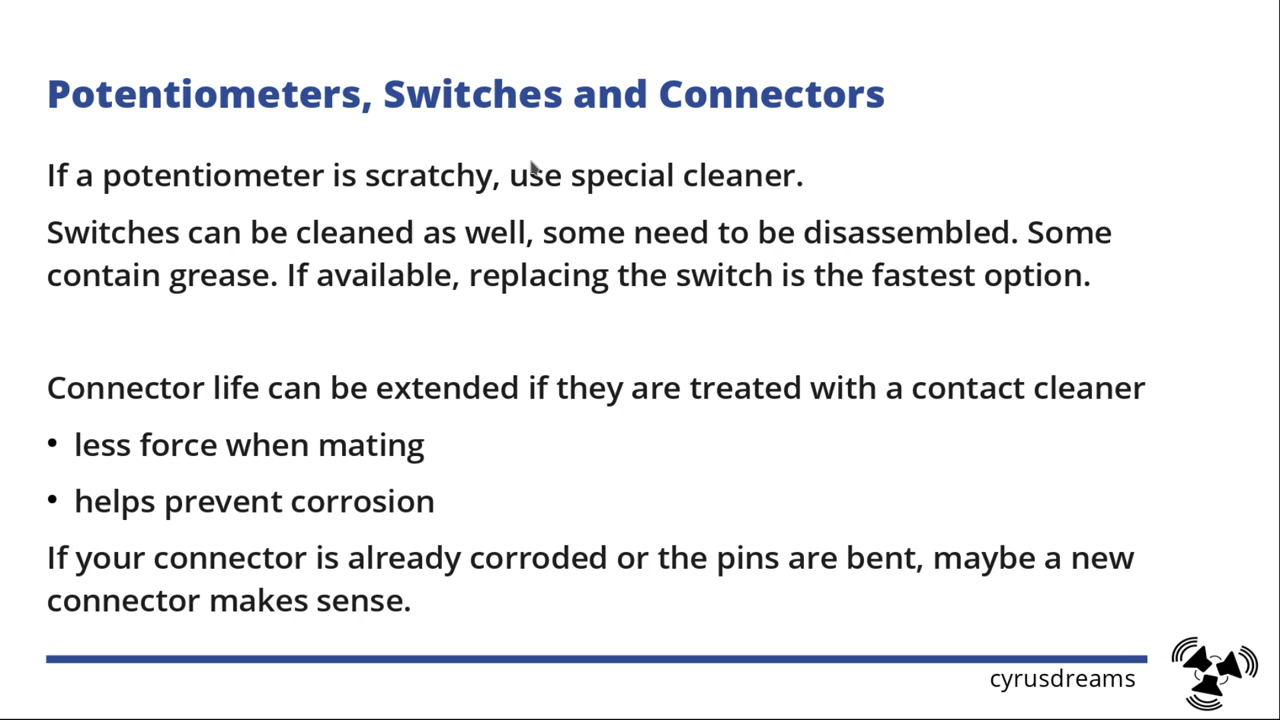 Potentiometers, Switches and Connectors
If a potentiometer is scratchy, use special cleaner.
Switches can be cleaned as well, some need to be disassembled. Some
contain grease. If available, replacing the switch is the fastest option.
Connector life can be extended if they are treated with a contact cleaner
• less force when mating
• helps prevent corrosion
If your connector is already corroded or the pins are bent, maybe a new
connector makes sense.
cyrusdreams